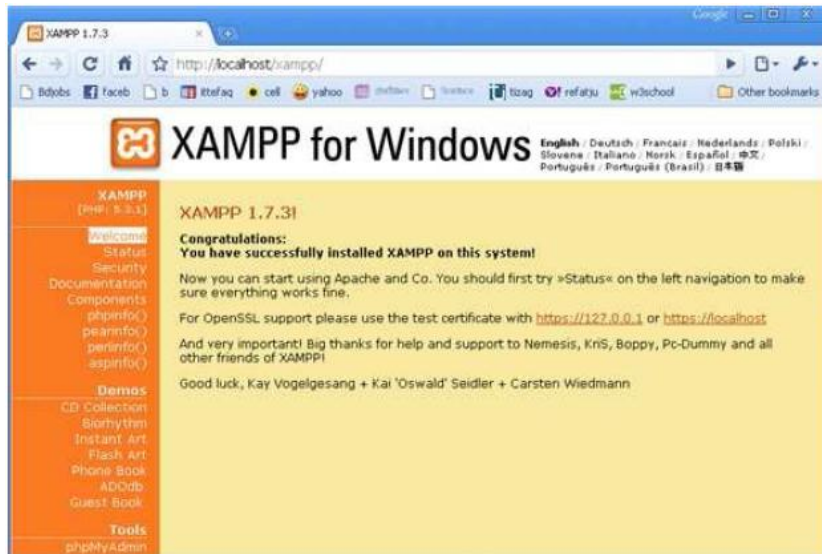 Google
XAMPP 1.7.3
http://localhost/xampp/
Bdjobs faceb b ittefaq cell yahoo tizag refatju w3school Other bookmarks
XAMPP for Windows
English / Deutsch / Francais / Nederlands / Polski /
Slovene / Italiano / Norsk / Español / 中文 /
Português / Português (Brasil) / 日本語
XAMPP
[PHP: 5.3.1]
Welcome
Status
Security
Documentation
Components
phpinfo()
pearinfo()
perlinfo()
aspinfo()
Demos
CD Collection
Biorhythm
Instant Art
Flash Art
Phone Book
ADOdb
Guest Book
Tools
phpMyAdmin
XAMPP 1.7.3!
Congratulations:
You have successfully installed XAMPP on this system!
Now you can start using Apache and Co. You should first try »Status« on the left navigation to make
sure everything works fine.
For OpenSSL support please use the test certificate with https://127.0.0.1 or https://localhost
And very important! Big thanks for help and support to Nemesis, KriS, Boppy, Pc-Dummy and all
other friends of XAMPP!
Good luck, Kay Vogelgesang + Kai 'Oswald' Seidler + Carsten Wiedmann